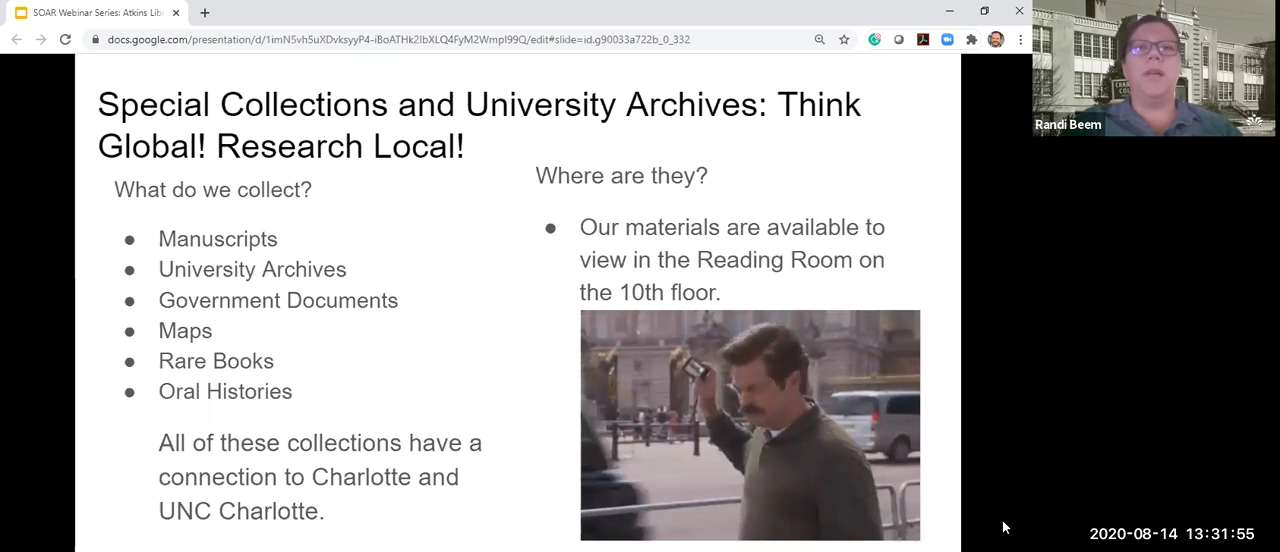 SOAR Webinar Series: Atkins Lib
docs.google.com/presentation/d/1imN5vh5uXDvksyyP4-iBoATHk2IbXLQ4FyM2WmpI99Q/edit#slide=id.g90033a722b_0_332
Special Collections and University Archives: Think
Global! Research Local!
What do we collect?
● Manuscripts
● University Archives
● Government Documents
● Maps
● Rare Books
● Oral Histories
All of these collections have a
connection to Charlotte and
UNC Charlotte.
Where are they?
● Our materials are available to
view in the Reading Room on
the 10th floor.
Randi Beem
2020-08-14 13:31:55